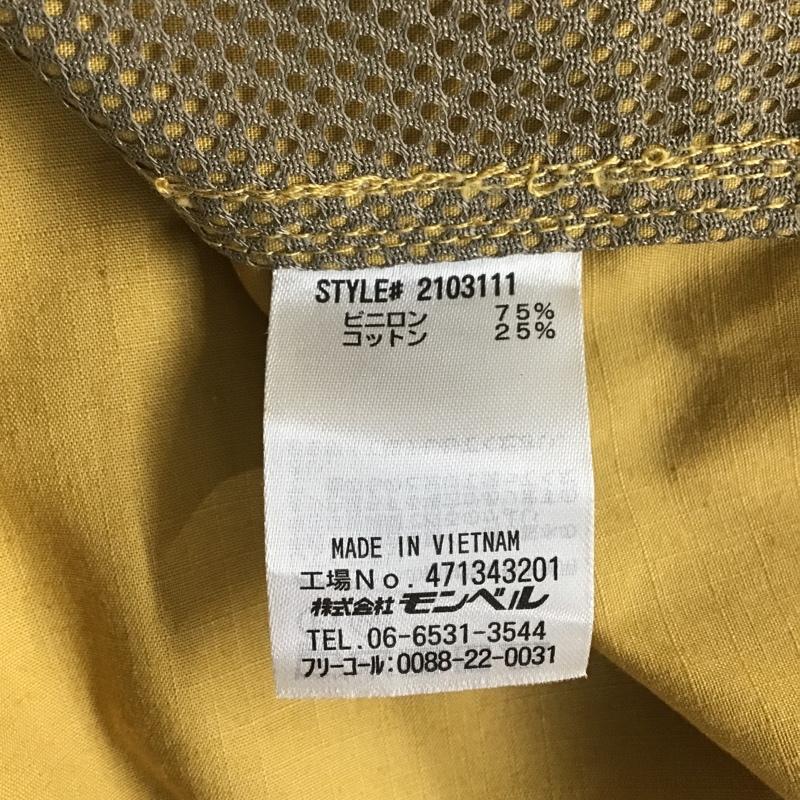 STYLE# 2103111
ビニロン 75%
コットン 25%
MADE IN VIETNAM
工場No. 471343201
株式会社 モンベル
TEL. 06-6531-3544
フリーコール:0088-22-0031